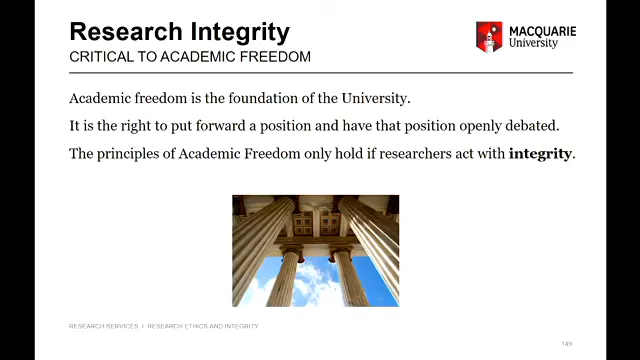 Research Integrity
CRITICAL TO ACADEMIC FREEDOM
MACQUARIE
University
Academic freedom is the foundation of the University.
It is the right to put forward a position and have that position openly debated.
The principles of Academic Freedom only hold if researchers act with integrity.
RESEARCH SERVICES I RESEARCH ETHICS AND INTEGRITY
149